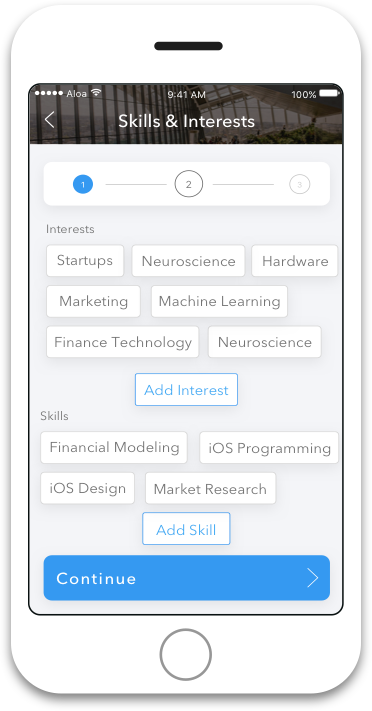 Aloa 9:41 AM 100%
Skills & Interests
1 2 3
Interests
Startups Neuroscience Hardware
Marketing Machine Learning
Finance Technology Neuroscience
Add Interest
Skills
Financial Modeling iOS Programming
iOS Design Market Research
Add Skill
Continue